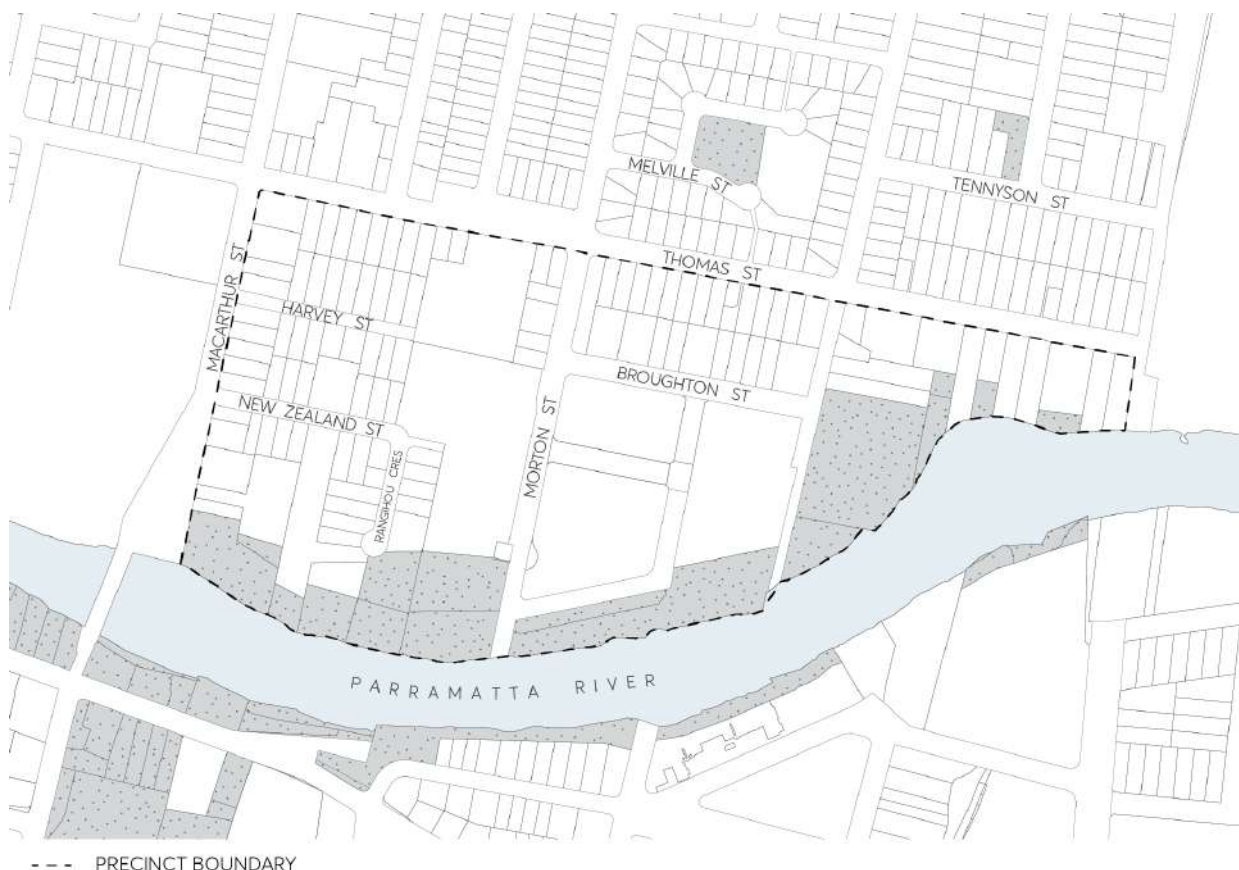 MELVILLE ST
TENNYSON ST
THOMAS ST
MACARTHUR ST
HARVEY ST
BROUGHTON ST
NEW ZEALAND ST
MORTON ST
RANGIHOU CRES
PARRAMATTA RIVER
PRECINCT BOUNDARY